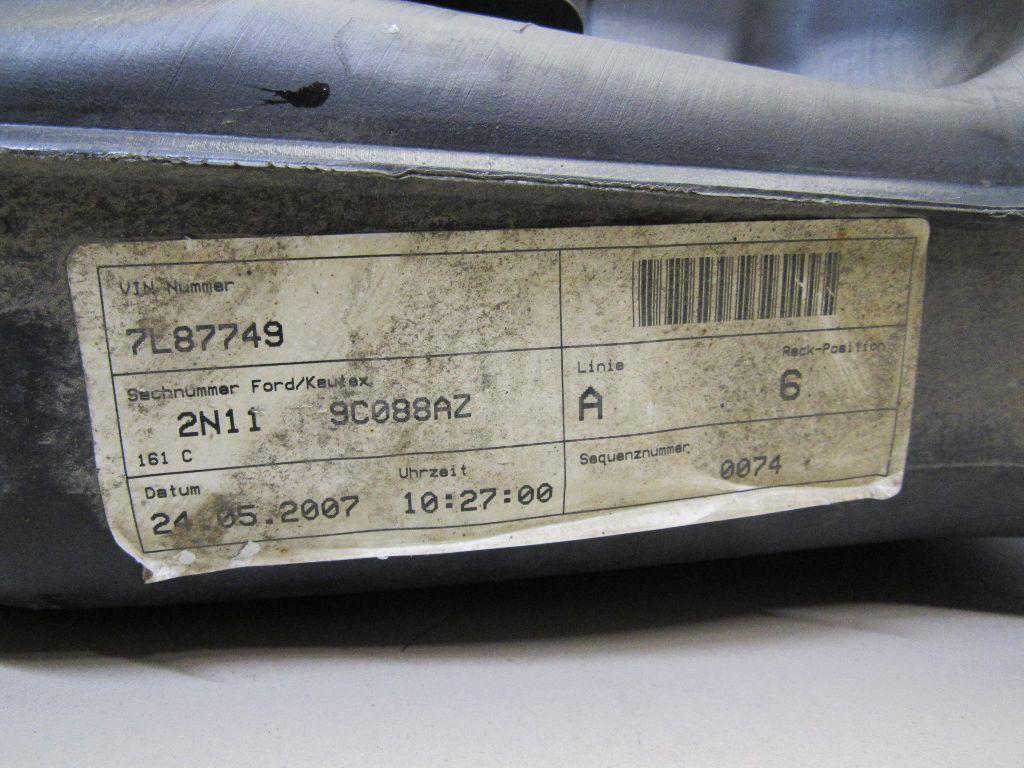 VIN Nummer
7L87749
Sachnummer Ford/Kautex
2N11 9C088AZ
161 C
Datum Uhrzeit
24.05.2007 10:27:00
Linie Rack-Position
A 6
Sequenznummer
0074